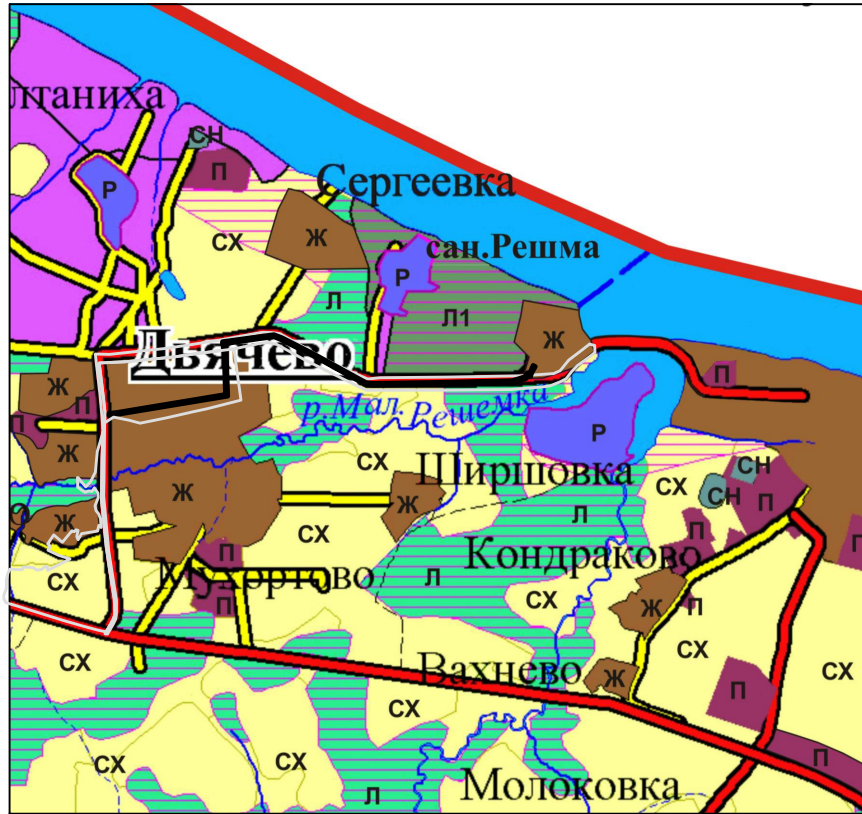 лтаниха
СН
П
Сергеевка
Р
СХ
Ж
сан.Решма
Р
Л
Л1
Ж
Дьячево
Ж
П
П
П
р.Мал.Решемка
Ж
Р
СХ
Ширшовка
СН
СХ
СН
П
Ж
Ж
Л
Ж
СХ
Кондраково
П
П
СХ
Мухортово
Л
СХ
П
Ж
П
СХ
Вахнево
СХ
СХ
Ж
П
СХ
СХ
СХ
П
Молоковка
Л